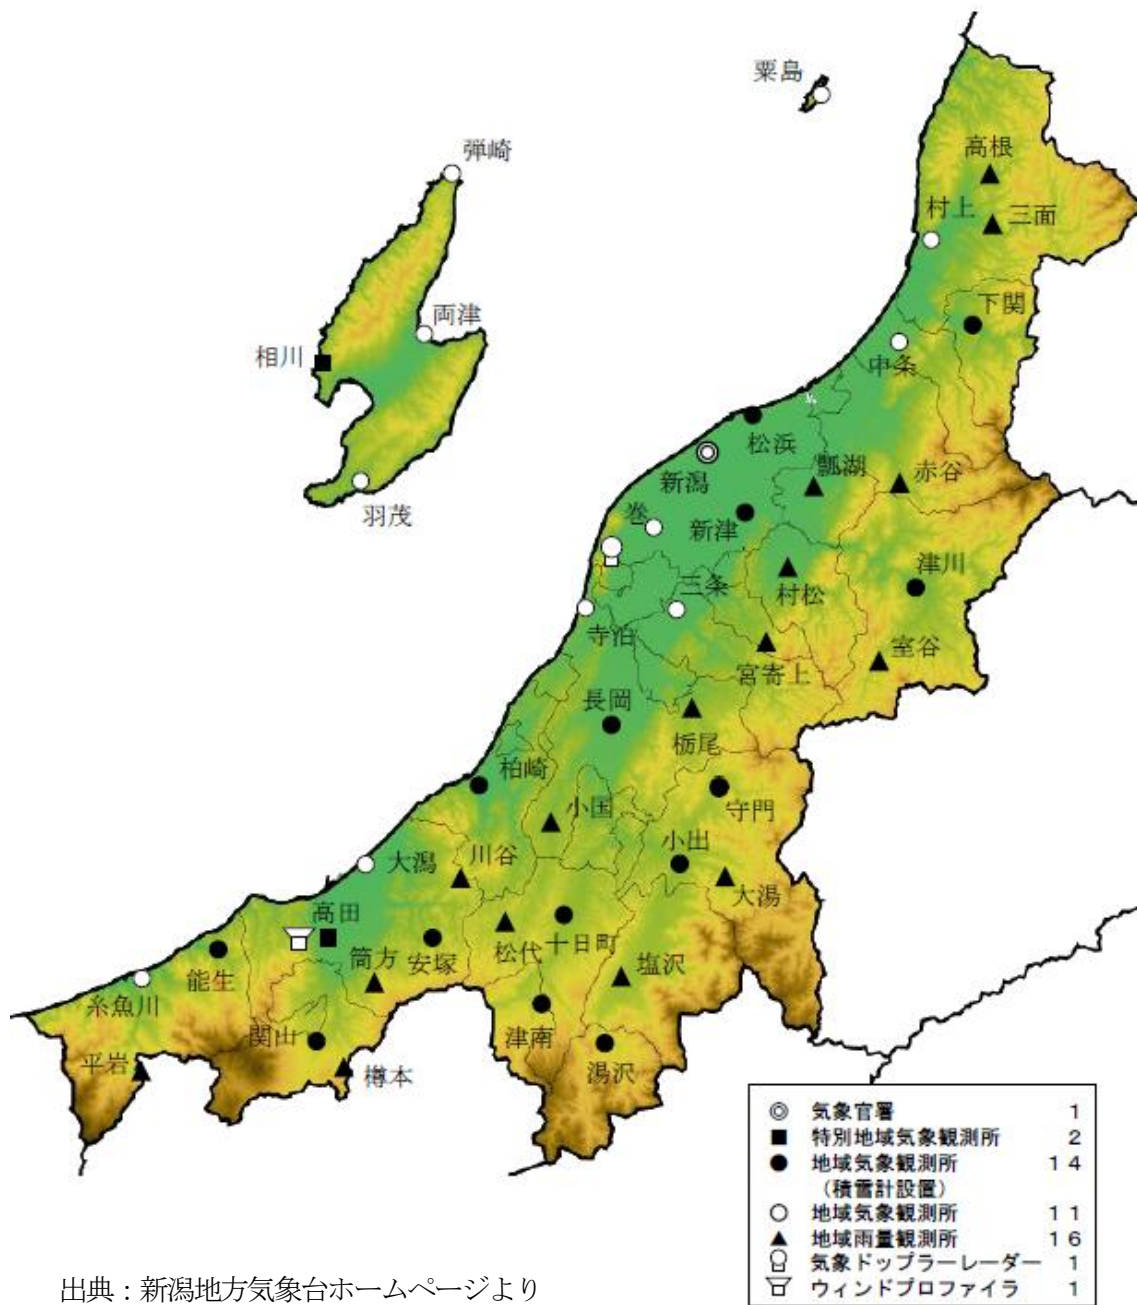 粟島
弾崎
高根
村上
三面
両津
下関
相川
中条
松浜
瓢湖
赤谷
新潟
羽茂
巻
新津
津川
三条
村松
寺泊
室谷
宮寄上
長岡
栃尾
柏崎
小国
守門
小出
川谷
大潟
大湯
高田
松代
十日町
筒方
安塚
塩沢
能生
糸魚川
関山
津南
平岩
樽本
湯沢
◎ 気象官署 1
■ 特別地域気象観測所 2
● 地域気象観測所 14
(積雪計設置)
○ 地域気象観測所 11
▲ 地域雨量観測所 16
気象ドップラーレーダー 1
ウィンドプロファイラ 1
出典:新潟地方気象台ホームページより